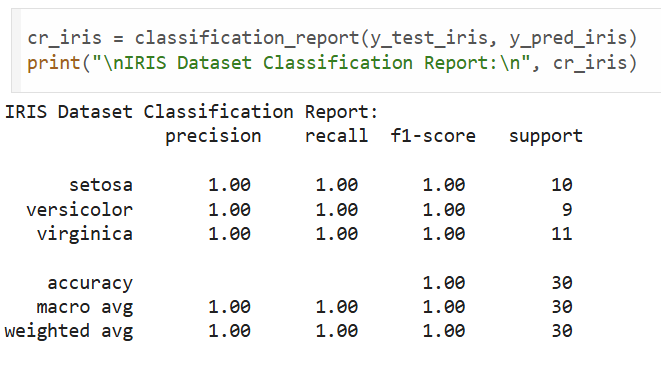 cr_iris = classification_report(y_test_iris, y_pred_iris)
print("\nIRIS Dataset Classification Report:\n", cr_iris)
IRIS Dataset Classification Report:
precision recall f1-score support
setosa 1.00 1.00 1.00 10
versicolor 1.00 1.00 1.00 9
virginica 1.00 1.00 1.00 11
accuracy 1.00 30
macro avg 1.00 1.00 1.00 30
weighted avg 1.00 1.00 1.00 30